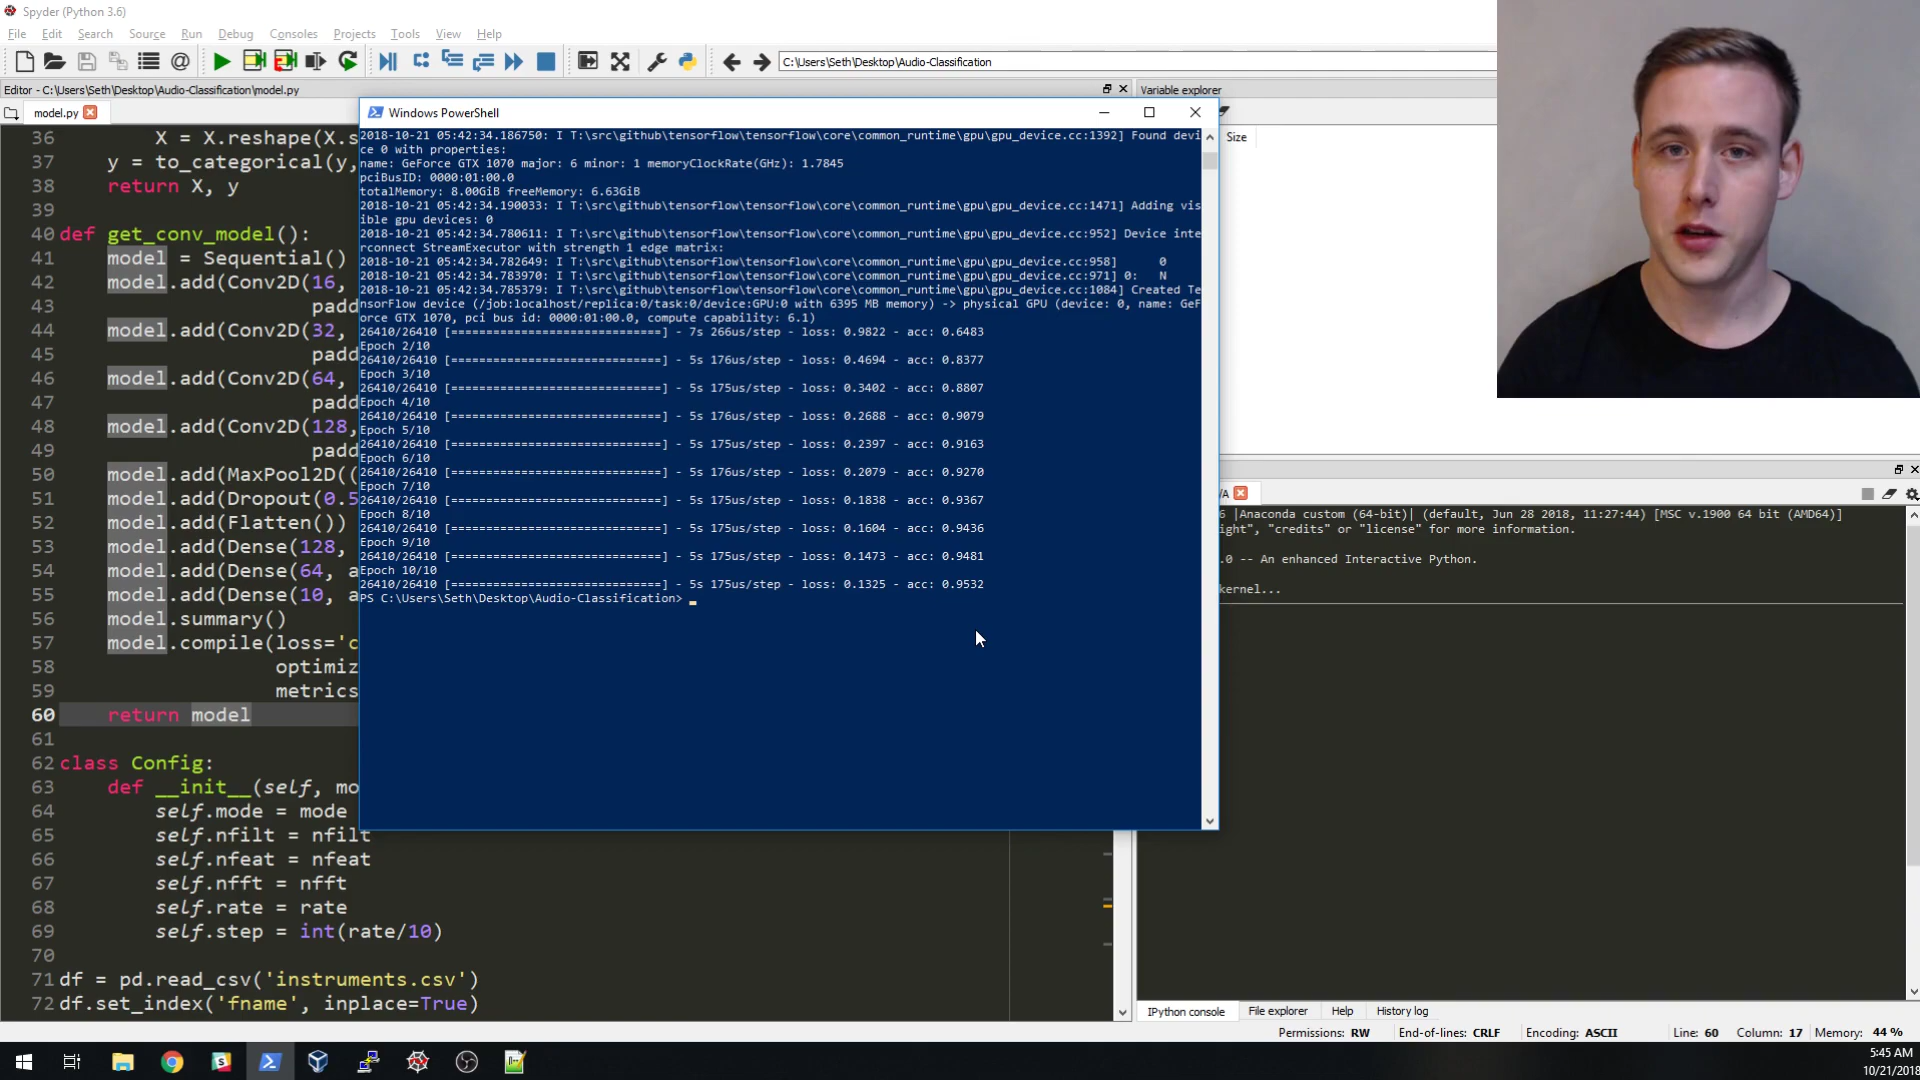 Spyder (Python 3.6)
File Edit Search Source Run Debug Consoles Projects Tools View Help
C:\Users\Seth\Desktop\Audio-Classification
Editor - C:\Users\Seth\Desktop\Audio-Classification\model.py
Variable explorer
model.py
Size
36 X = X.reshape(X.s
37 y = to_categorical(y,
38 return X, y
39
40 def get_conv_model():
41 model = Sequential()
42 model.add(Conv2D(16,
43 padd
44 model.add(Conv2D(32,
45 padd
46 model.add(Conv2D(64,
47 padd
48 model.add(Conv2D(128,
49 padd
50 model.add(MaxPool2D((
51 model.add(Dropout(0.5
52 model.add(Flatten())
53 model.add(Dense(128,
54 model.add(Dense(64, a
55 model.add(Dense(10, a
56 model.summary()
57 model.compile(loss='c
58 optimiz
59 metrics
60 return model
61
62 class Config:
63 def __init__(self, mo
64 self.mode = mode
65 self.nfilt = nfilt
66 self.nfeat = nfeat
67 self.nfft = nfft
68 self.rate = rate
69 self.step = int(rate/10)
70
71 df = pd.read_csv('instruments.csv')
72 df.set_index('fname', inplace=True)
Windows PowerShell
2018-10-21 05:42:34.186750: I T:\src\github\tensorflow\tensorflow\core\common_runtime\gpu\gpu_device.cc:1392] Found devi
ce 0 with properties:
name: GeForce GTX 1070 major: 6 minor: 1 memoryClockRate(GHz): 1.7845
pciBusID: 0000:01:00.0
totalMemory: 8.00GiB freeMemory: 6.63GiB
2018-10-21 05:42:34.190033: I T:\src\github\tensorflow\tensorflow\core\common_runtime\gpu\gpu_device.cc:1471] Adding vis
ible gpu devices: 0
2018-10-21 05:42:34.780611: I T:\src\github\tensorflow\tensorflow\core\common_runtime\gpu\gpu_device.cc:952] Device inte
rconnect StreamExecutor with strength 1 edge matrix:
2018-10-21 05:42:34.782649: I T:\src\github\tensorflow\tensorflow\core\common_runtime\gpu\gpu_device.cc:958] 0
2018-10-21 05:42:34.783970: I T:\src\github\tensorflow\tensorflow\core\common_runtime\gpu\gpu_device.cc:971] 0: N
2018-10-21 05:42:34.785379: I T:\src\github\tensorflow\tensorflow\core\common_runtime\gpu\gpu_device.cc:1084] Created Te
nsorFlow device (/job:localhost/replica:0/task:0/device:GPU:0 with 6395 MB memory) -> physical GPU (device: 0, name: GeF
orce GTX 1070, pci bus id: 0000:01:00.0, compute capability: 6.1)
26410/26410 [==============================] - 7s 266us/step - loss: 0.9822 - acc: 0.6483
Epoch 2/10
26410/26410 [==============================] - 5s 176us/step - loss: 0.4694 - acc: 0.8377
Epoch 3/10
26410/26410 [==============================] - 5s 175us/step - loss: 0.3402 - acc: 0.8807
Epoch 4/10
26410/26410 [==============================] - 5s 176us/step - loss: 0.2688 - acc: 0.9079
Epoch 5/10
26410/26410 [==============================] - 5s 175us/step - loss: 0.2397 - acc: 0.9163
Epoch 6/10
26410/26410 [==============================] - 5s 176us/step - loss: 0.2079 - acc: 0.9270
Epoch 7/10
26410/26410 [==============================] - 5s 175us/step - loss: 0.1838 - acc: 0.9367
Epoch 8/10
26410/26410 [==============================] - 5s 175us/step - loss: 0.1604 - acc: 0.9436
Epoch 9/10
26410/26410 [==============================] - 5s 175us/step - loss: 0.1473 - acc: 0.9481
Epoch 10/10
26410/26410 [==============================] - 5s 175us/step - loss: 0.1325 - acc: 0.9532
PS C:\Users\Seth\Desktop\Audio-Classification>
/A
6 |Anaconda custom (64-bit)| (default, Jun 28 2018, 11:27:44) [MSC v.1900 64 bit (AMD64)]
ight", "credits" or "license" for more information.
.0 -- An enhanced Interactive Python.
kernel...
IPython console File explorer Help History log
Permissions: RW End-of-lines: CRLF Encoding: ASCII Line: 60 Column: 17 Memory: 44 %
5:45 AM
10/21/2018